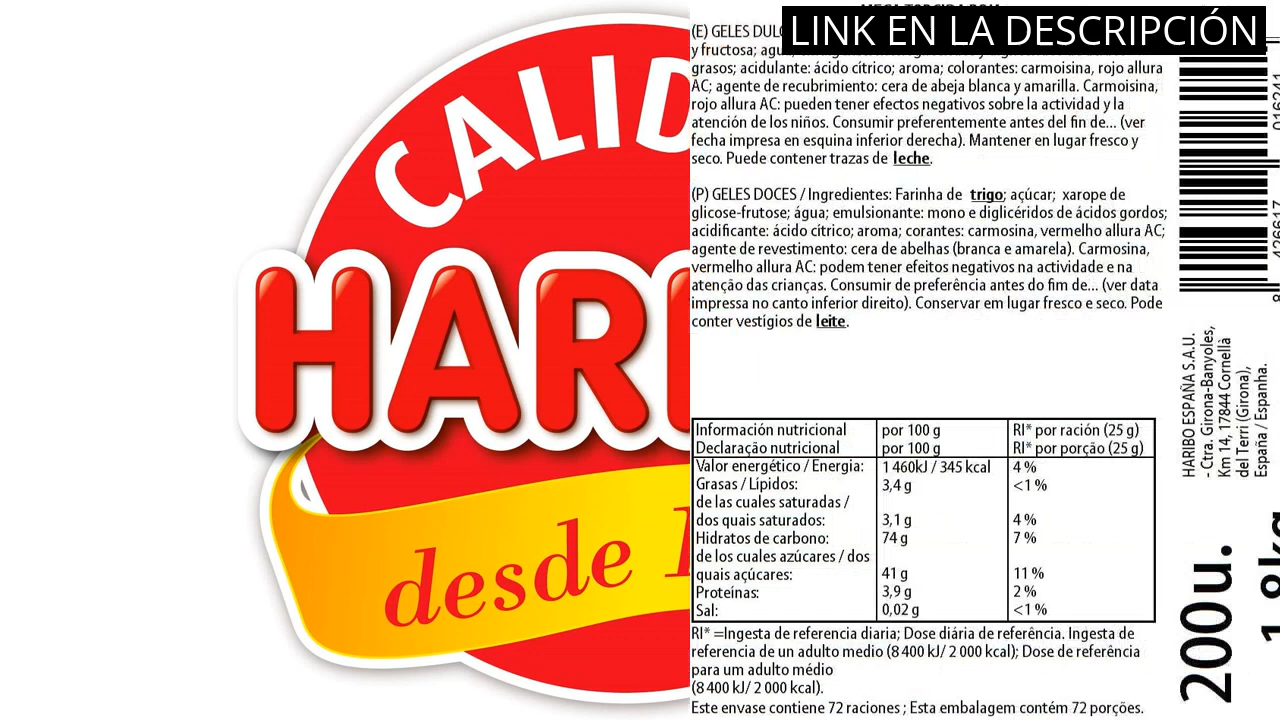 LINK EN LA DESCRIPCIÓN
CALID
HARI
desde
(E) GELES
y fructosa;
grasos; acidulante: ácido cítrico; aroma; colorantes: carmoisina, rojo allura
AC; agente de recubrimiento: cera de abeja blanca y amarilla. Carmoisina,
rojo allura AC: pueden tener efectos negativos sobre la actividad y la
atención de los niños. Consumir preferentemente antes del fin de... (ver
fecha impresa en esquina inferior derecha). Mantener en lugar fresco y
seco. Puede contener trazas de leche.
(P) GELES DOCES / Ingredientes: Farinha de trigo; açúcar; xarope de
glicose-frutose; água; emulsionante: mono e diglicéridos de ácidos gordos;
acidificante: ácido cítrico; aroma; corantes: carmosina, vermelho allura AC;
agente de revestimento: cera de abelhas (branca e amarela). Carmosina,
vermelho allura AC: podem tener efeitos negativos na actividade e na
atenção das crianças. Consumir de preferência antes do fim de... (ver data
impressa no canto inferior direito). Conservar em lugar fresco e seco. Pode
conter vestígios de leite.
Información nutricional por 100 g RI* por ración (25 g)
Declaração nutricional por 100 g RI* por porção (25 g)
Valor energético / Energia: 1 460kJ / 345 kcal 4 %
Grasas / Lípidos: 3,4 g <1 %
de las cuales saturadas /
dos quais saturados: 3,1 g 4 %
Hidratos de carbono: 74 g 7 %
de los cuales azúcares / dos
quais açúcares: 41 g 11 %
Proteínas: 3,9 g 2 %
Sal: 0,02 g <1 %
RI* =Ingesta de referencia diaria; Dose diária de referência. Ingesta de
referencia de un adulto medio (8 400 kJ/ 2 000 kcal); Dose de referência
para um adulto médio
(8 400 kJ/ 2 000 kcal).
Este envase contiene 72 raciones ; Esta embalagem contém 72 porções.
HARIBO ESPAÑA S.A.U.
- Ctra. Girona-Banyoles,
Km 14, 17844 Cornellà
del Terri (Girona),
España / Espanha.
200u.